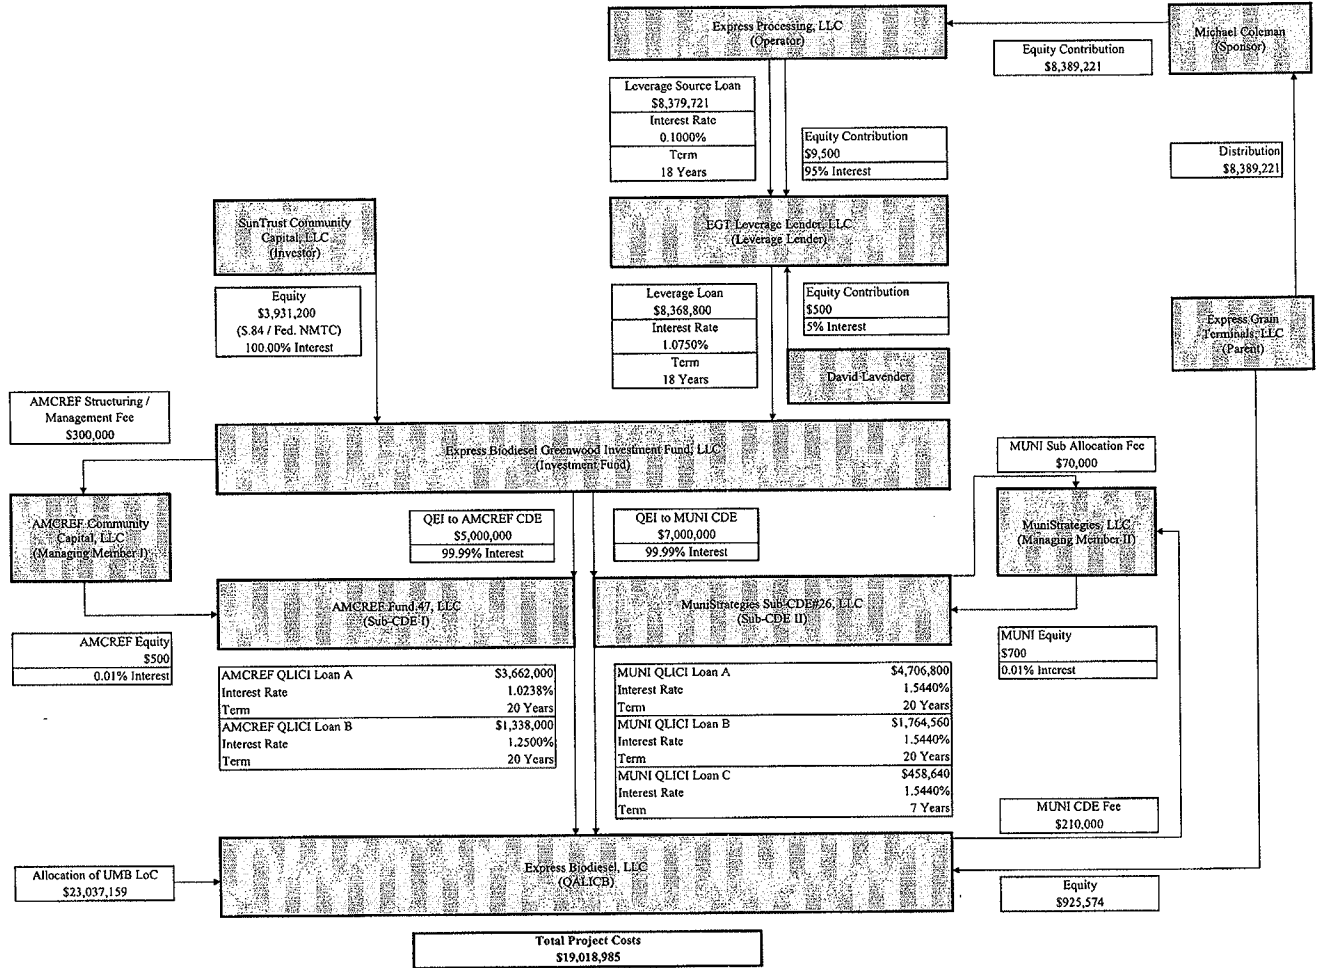 Express Processing, LLC
(Operator)
Michael Coleman
(Sponsor)
Equity Contribution
$8,389,221
Leverage Source Loan
$8,379,721
Interest Rate
0.1000%
Term
18 Years
Equity Contribution
$9,500
95% Interest
Distribution
$8,389,221
SunTrust Community
Capital, LLC
(Investor)
EGT Leverage Lender, LLC
(Leverage Lender)
Equity
$3,931,200
($.84 / Fed. NMTC)
100.00% Interest
Leverage Loan
$8,368,800
Interest Rate
1.0750%
Term
18 Years
Equity Contribution
$500
5% Interest
David Lavender
Express Grain
Terminals, LLC
(Parent)
AMCREF Structuring /
Management Fee
$300,000
Express Biodiesel Greenwood Investment Fund, LLC
(Investment Fund)
MUNI Sub Allocation Fee
$70,000
AMCREF Community
Capital, LLC
(Managing Member I)
QEI to AMCREF CDE
$5,000,000
99.99% Interest
QEI to MUNI CDE
$7,000,000
99.99% Interest
MuniStrategies, LLC
(Managing Member II)
AMCREF Fund 47, LLC
(Sub-CDE I)
MuniStrategies Sub-CDE#26, LLC
(Sub-CDE II)
AMCREF Equity
$500
0.01% Interest
MUNI Equity
$700
0.01% Interest
AMCREF QLICI Loan A $3,662,000
Interest Rate 1.0238%
Term 20 Years
AMCREF QLICI Loan B $1,338,000
Interest Rate 1.2500%
Term 20 Years
MUNI QLICI Loan A $4,706,800
Interest Rate 1.5440%
Term 20 Years
MUNI QLICI Loan B $1,764,560
Interest Rate 1.5440%
Term 20 Years
MUNI QLICI Loan C $458,640
Interest Rate 1.5440%
Term 7 Years
MUNI CDE Fee
$210,000
Allocation of UMB LoC
$23,037,159
Express Biodiesel, LLC
(QALICB)
Equity
$925,574
Total Project Costs
$19,018,985